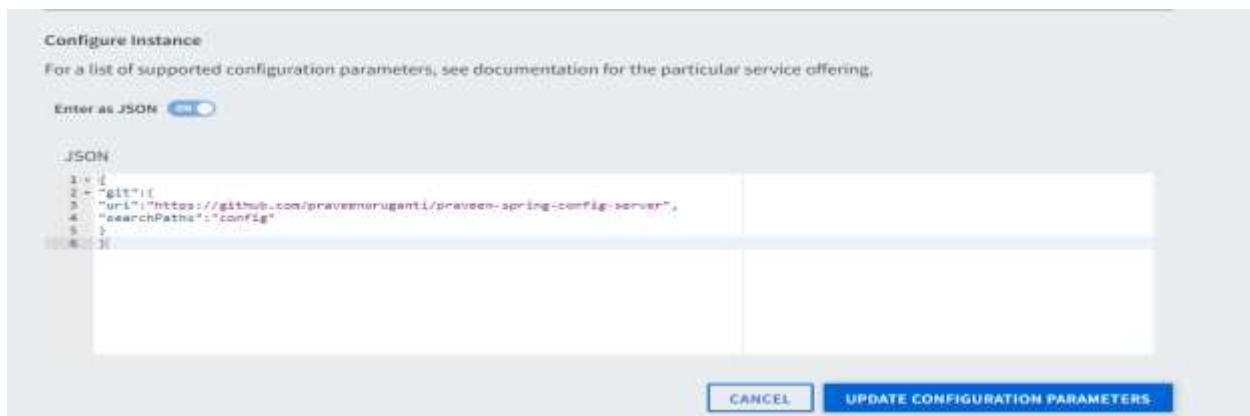 Configure Instance
For a list of supported configuration parameters, see documentation for the particular service offering.
Enter as JSON ON
JSON
1 {
2 "git":{
3 "uri":"https://github.com/praveenoruganti/praveen-spring-config-server",
4 "searchPaths":"config"
5 }
6 }
CANCEL UPDATE CONFIGURATION PARAMETERS